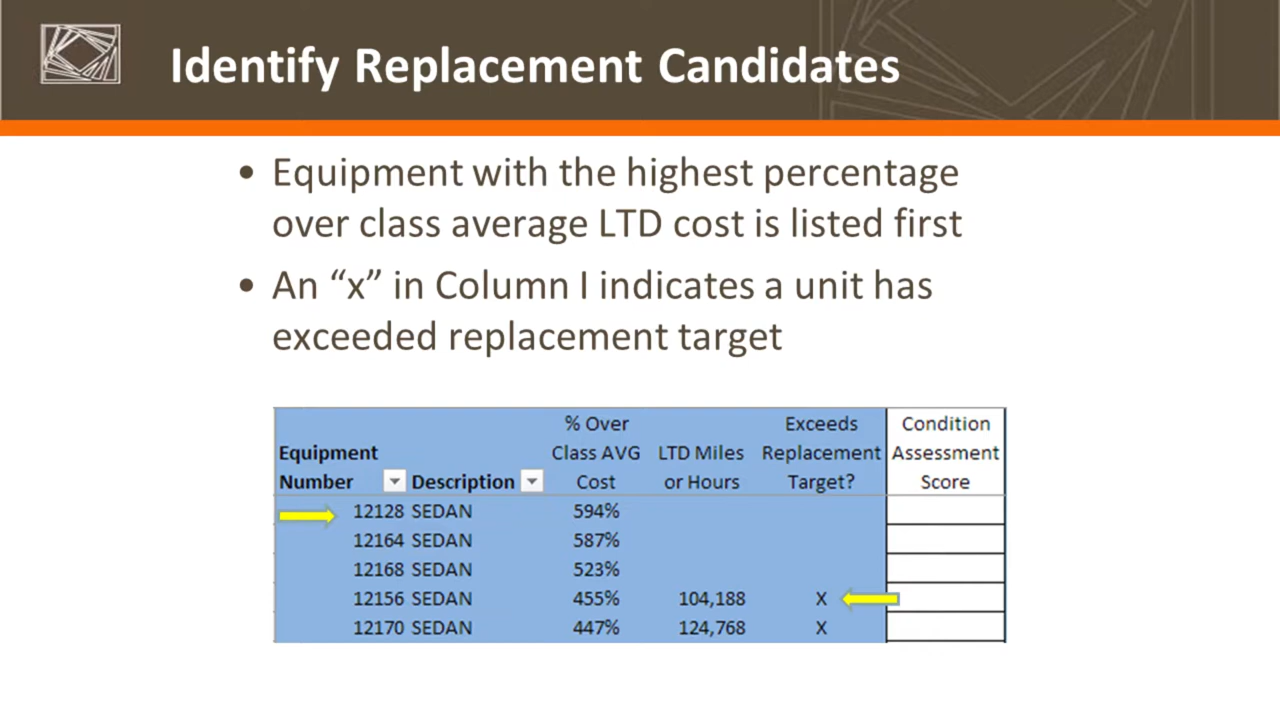 Identify Replacement Candidates
• Equipment with the highest percentage
over class average LTD cost is listed first
• An “x” in Column I indicates a unit has
exceeded replacement target
% Over Exceeds Condition
Equipment Class AVG LTD Miles Replacement Assessment
Number Description Cost or Hours Target? Score
12128 SEDAN 594%
12164 SEDAN 587%
12168 SEDAN 523%
12156 SEDAN 455% 104,188 X
12170 SEDAN 447% 124,768 X